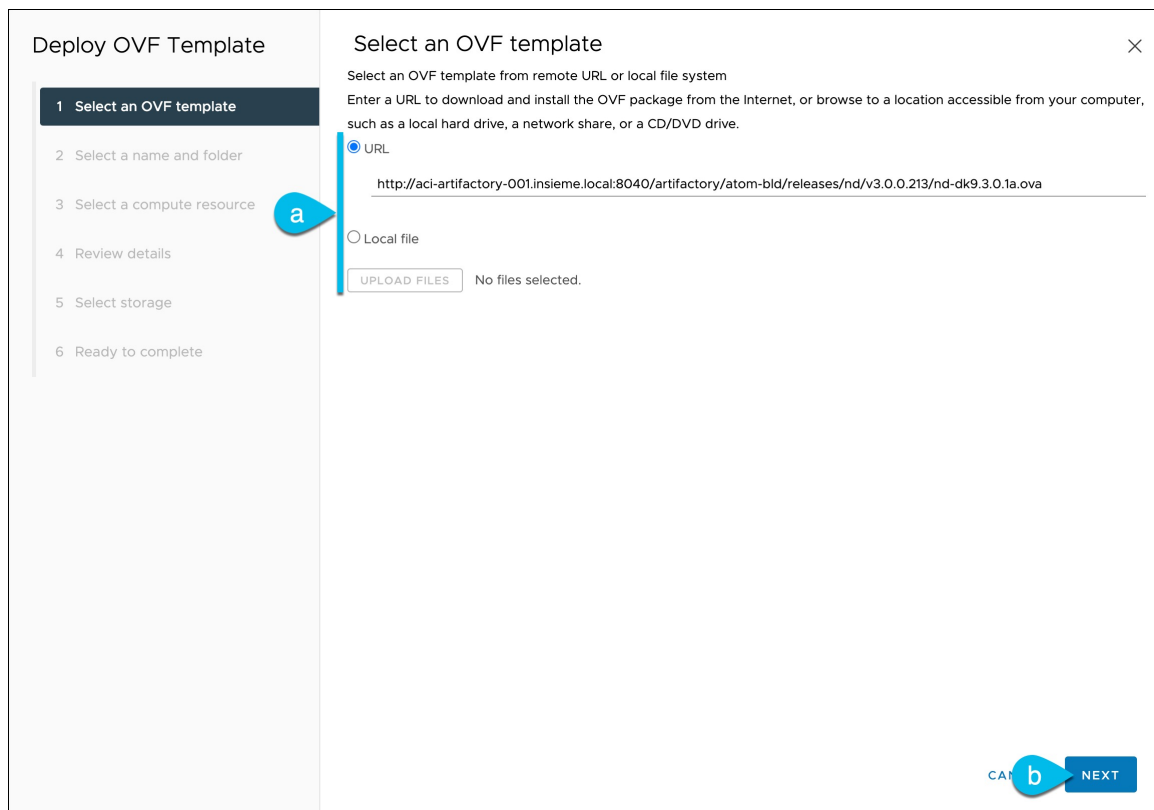 Deploy OVF Template
1 Select an OVF template
2 Select a name and folder
3 Select a compute resource
4 Review details
5 Select storage
6 Ready to complete
Select an OVF template
Select an OVF template from remote URL or local file system
Enter a URL to download and install the OVF package from the Internet, or browse to a location accessible from your computer,
such as a local hard drive, a network share, or a CD/DVD drive.
URL
http://aci-artifactory-001.insieme.local:8040/artifactory/atom-bld/releases/nd/v3.0.0.213/nd-dk9.3.0.1a.ova
a
Local file
UPLOAD FILES No files selected.
b NEXT